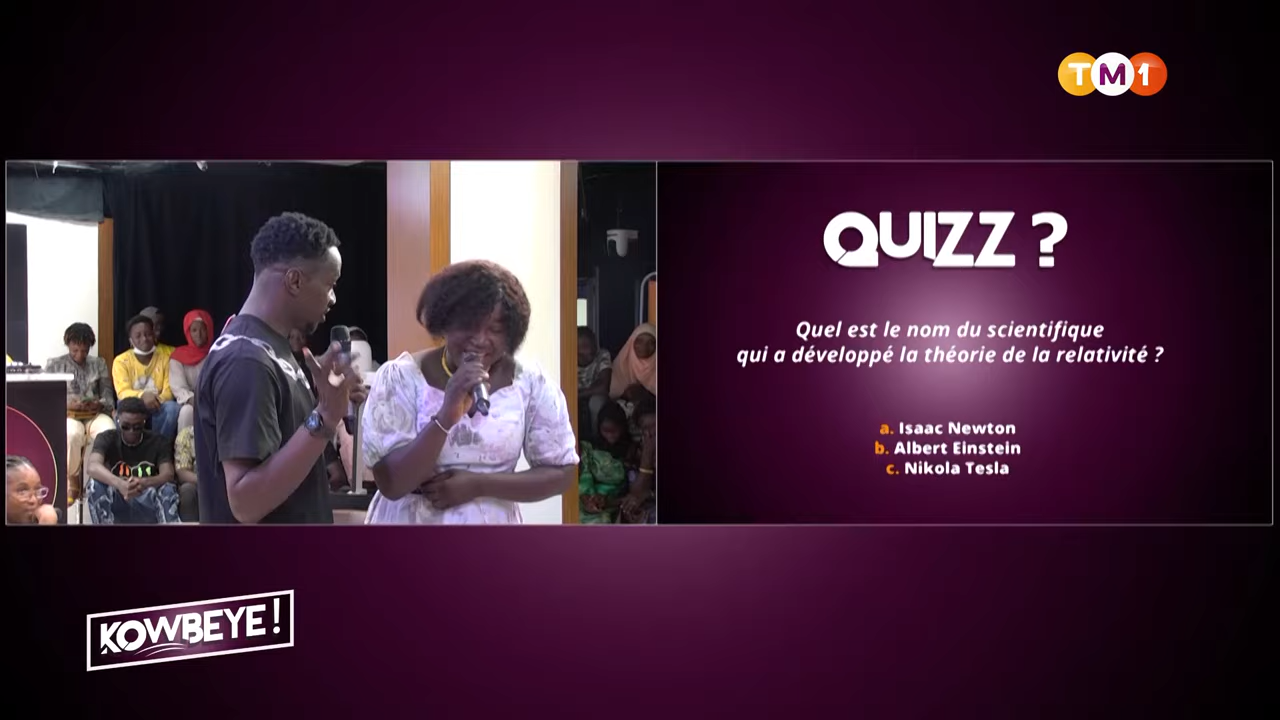 TM1
QUIZZ ?
Quel est le nom du scientifique
qui a développé la théorie de la relativité ?
a. Isaac Newton
b. Albert Einstein
c. Nikola Tesla
KOWBEYE !